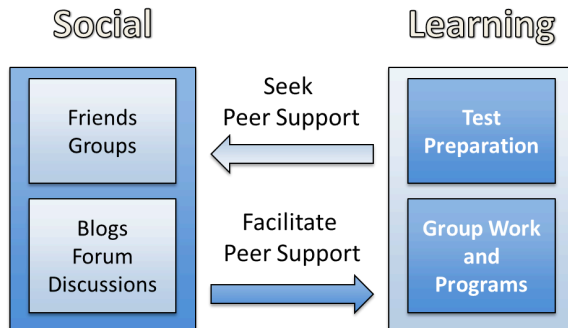 Social
Learning
Friends
Groups
Seek
Peer Support
Test
Preparation
Blogs
Forum
Discussions
Facilitate
Peer Support
Group Work
and
Programs